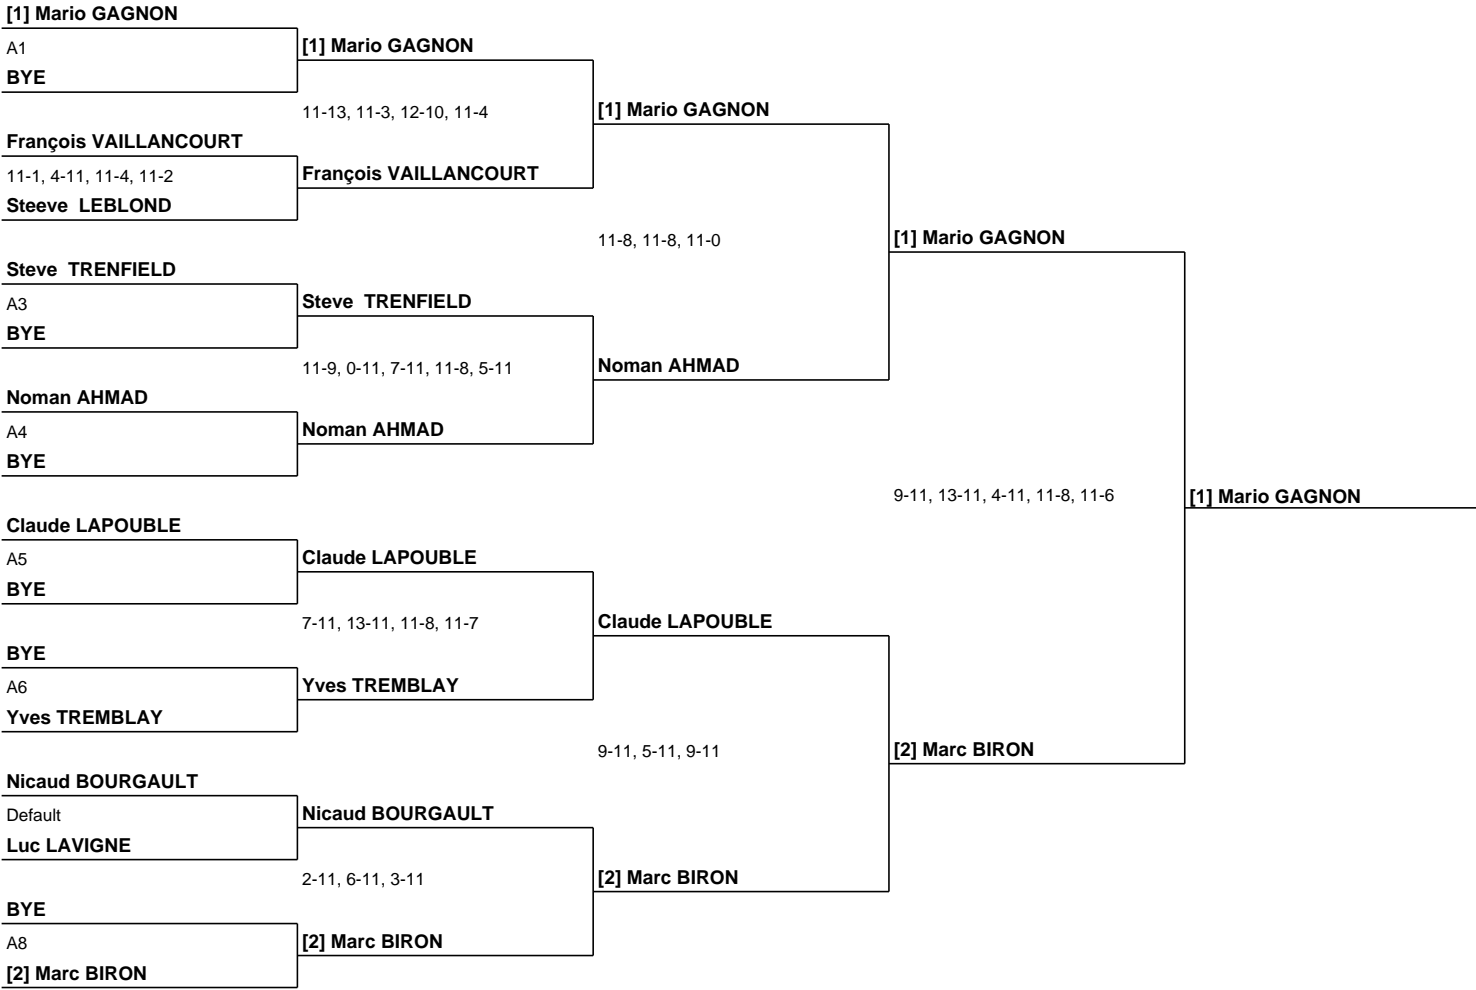 [1] Mario GAGNON
A1
BYE
François VAILLANCOURT
11-1, 4-11, 11-4, 11-2
Steeve LEBLOND
Steve TRENFIELD
A3
BYE
Noman AHMAD
A4
BYE
Claude LAPOUBLE
A5
BYE
BYE
A6
Yves TREMBLAY
Nicaud BOURGAULT
Default
Luc LAVIGNE
BYE
A8
[2] Marc BIRON
[1] Mario GAGNON
11-13, 11-3, 12-10, 11-4
François VAILLANCOURT
Steve TRENFIELD
11-9, 0-11, 7-11, 11-8, 5-11
Noman AHMAD
Claude LAPOUBLE
7-11, 13-11, 11-8, 11-7
Yves TREMBLAY
Nicaud BOURGAULT
2-11, 6-11, 3-11
[2] Marc BIRON
[1] Mario GAGNON
11-8, 11-8, 11-0
Noman AHMAD
Claude LAPOUBLE
9-11, 5-11, 9-11
[2] Marc BIRON
[1] Mario GAGNON
9-11, 13-11, 4-11, 11-8, 11-6
[2] Marc BIRON
[1] Mario GAGNON